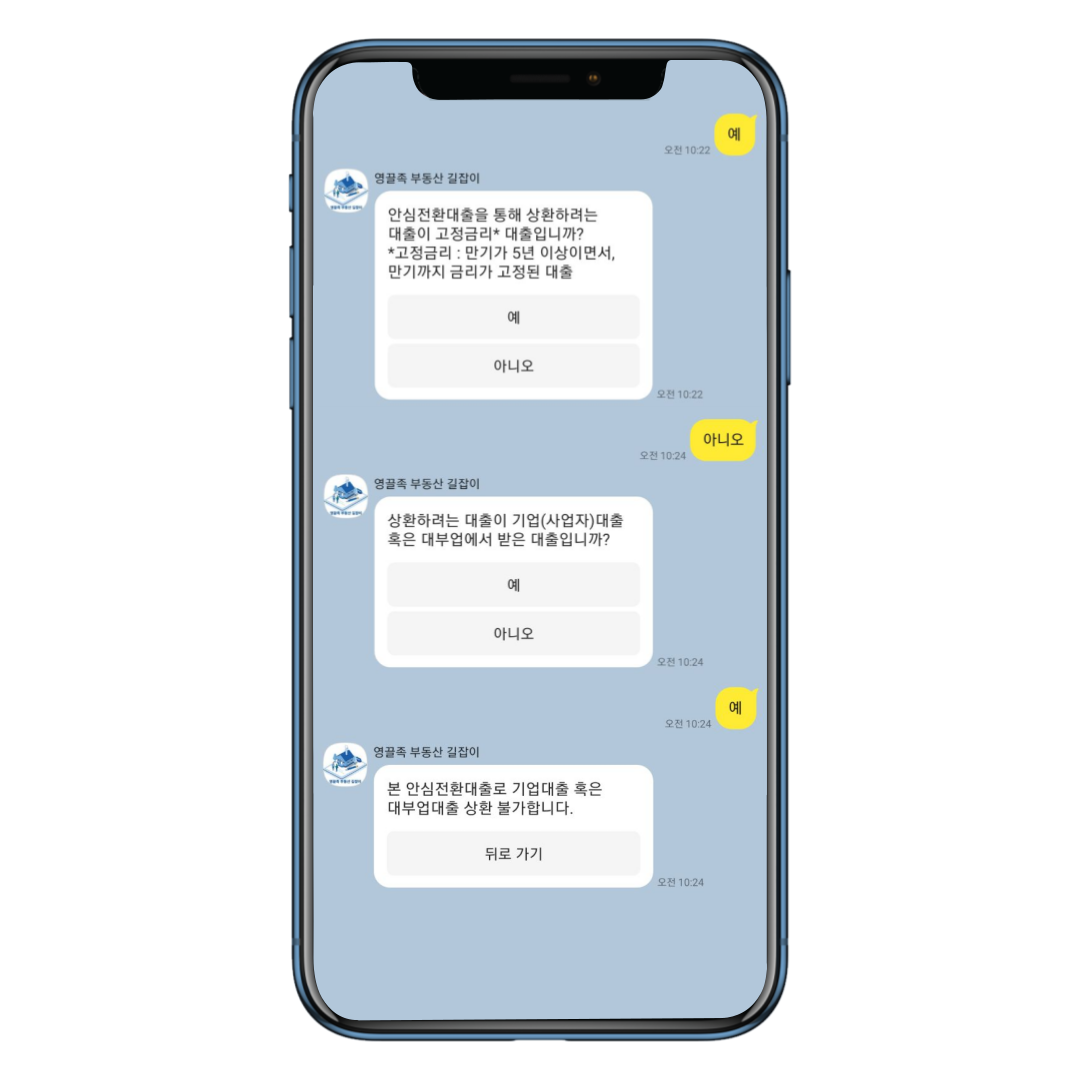 예
오전 10:22
영끌족 부동산 길잡이
안심전환대출을 통해 상환하려는
대출이 고정금리* 대출입니까?
*고정금리 : 만기가 5년 이상이면서,
만기까지 금리가 고정된 대출
예
아니오
오전 10:22
아니오
오전 10:24
영끌족 부동산 길잡이
상환하려는 대출이 기업(사업자)대출
혹은 대부업에서 받은 대출입니까?
예
아니오
오전 10:24
예
오전 10:24
영끌족 부동산 길잡이
본 안심전환대출로 기업대출 혹은
대부업대출 상환 불가합니다.
뒤로 가기
오전 10:24